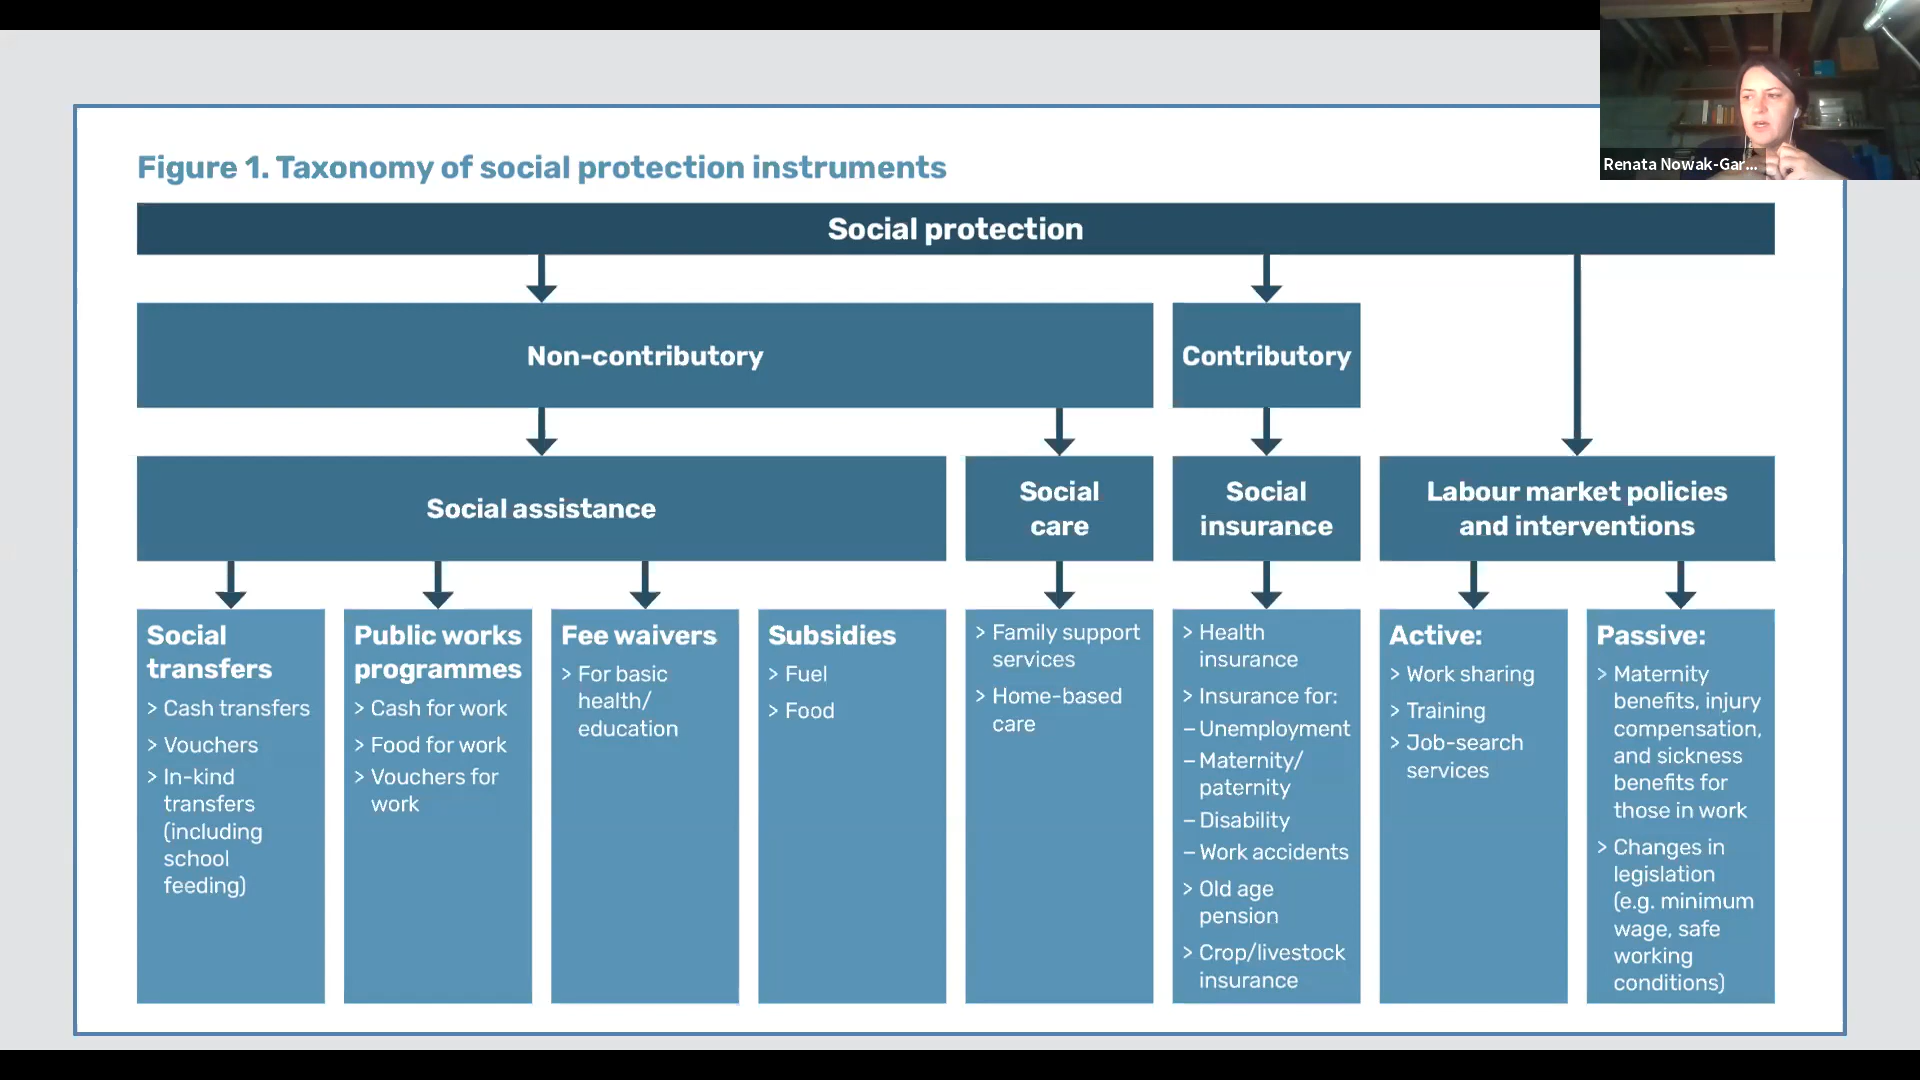 Renata Nowak-Gar...
Figure 1. Taxonomy of social protection instruments
Social protection
Non-contributory
Contributory
Social assistance
Social
care
Social
insurance
Labour market policies
and interventions
Social
transfers
> Cash transfers
> Vouchers
> In-kind
transfers
(including
school
feeding)
Public works
programmes
> Cash for work
> Food for work
> Vouchers for
work
Fee waivers
> For basic
health/
education
Subsidies
> Fuel
> Food
> Family support
services
> Home-based
care
> Health
insurance
> Insurance for:
– Unemployment
– Maternity/
paternity
– Disability
– Work accidents
> Old age
pension
> Crop/livestock
insurance
Active:
> Work sharing
> Training
> Job-search
services
Passive:
> Maternity
benefits, injury
compensation,
and sickness
benefits for
those in work
> Changes in
legislation
(e.g. minimum
wage, safe
working
conditions)